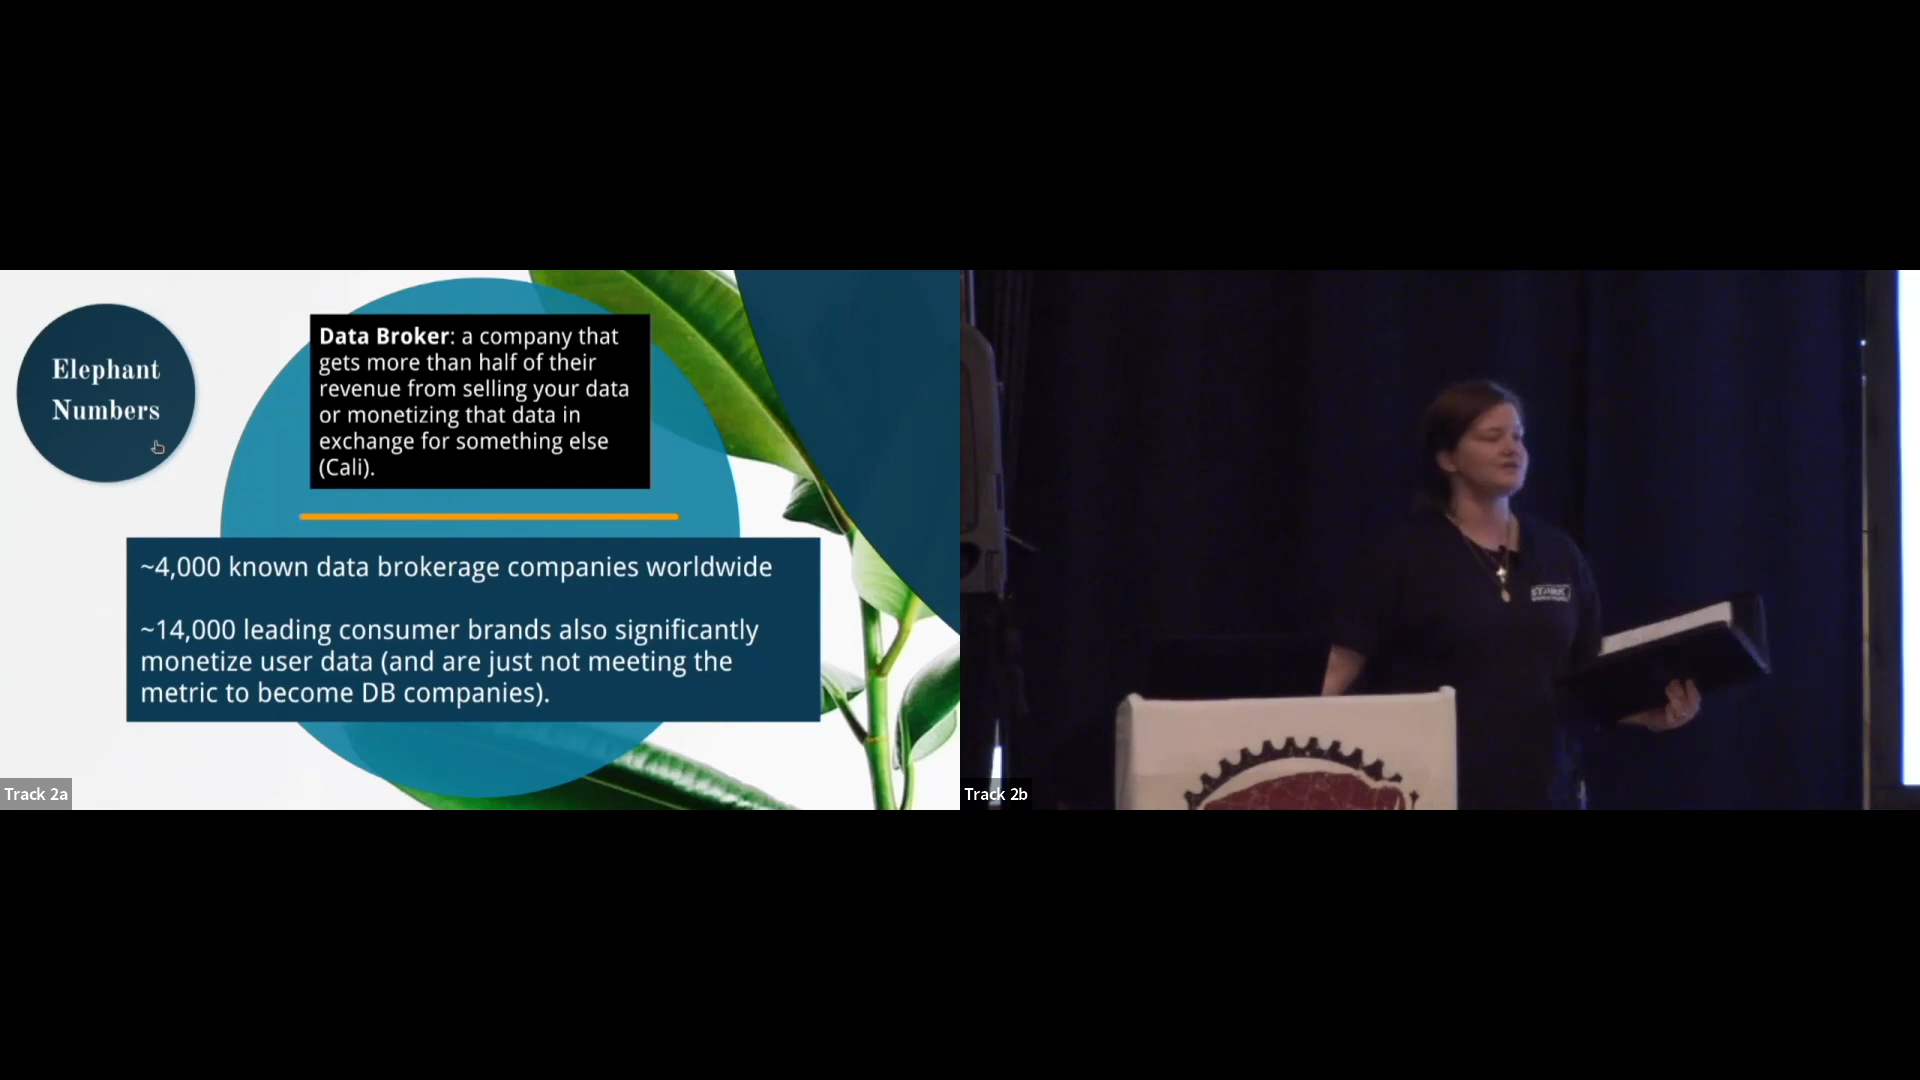 Elephant
Numbers
Data Broker: a company that
gets more than half of their
revenue from selling your data
or monetizing that data in
exchange for something else
(Cali).
~4,000 known data brokerage companies worldwide
~14,000 leading consumer brands also significantly
monetize user data (and are just not meeting the
metric to become DB companies).
Track 2a
STARK
Track 2b